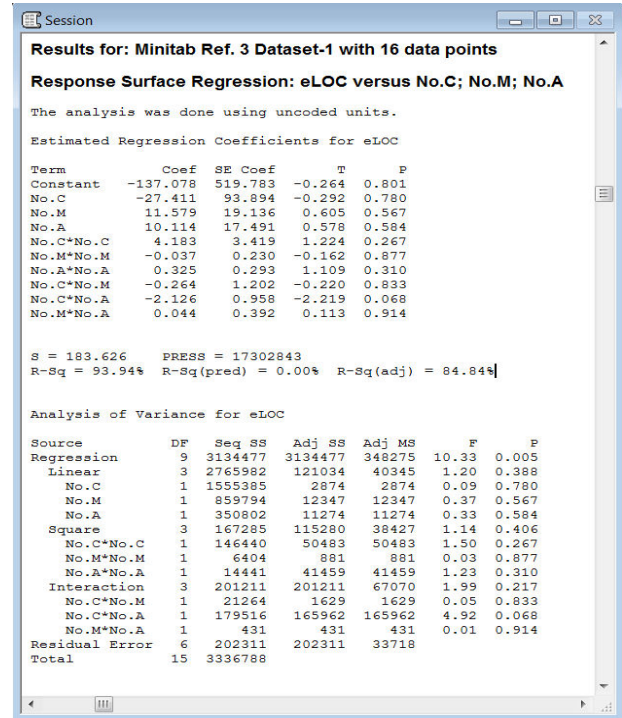 Session
Results for: Minitab Ref. 3 Dataset-1 with 16 data points
Response Surface Regression: eLOC versus No.C; No.M; No.A
The analysis was done using uncoded units.
Estimated Regression Coefficients for eLOC
Term Coef SE Coef T P
Constant -137.078 519.783 -0.264 0.801
No.C -27.411 93.894 -0.292 0.780
No.M 11.579 19.136 0.605 0.567
No.A 10.114 17.491 0.578 0.584
No.C*No.C 4.183 3.419 1.224 0.267
No.M*No.M -0.037 0.230 -0.162 0.877
No.A*No.A 0.325 0.293 1.109 0.310
No.C*No.M -0.264 1.202 -0.220 0.833
No.C*No.A -2.126 0.958 -2.219 0.068
No.M*No.A 0.044 0.392 0.113 0.914
S = 183.626 PRESS = 17302843
R-Sq = 93.94% R-Sq(pred) = 0.00% R-Sq(adj) = 84.84%
Analysis of Variance for eLOC
Source DF Seq SS Adj SS Adj MS F P
Regression 9 3134477 3134477 348275 10.33 0.005
Linear 3 2765982 121034 40345 1.20 0.388
No.C 1 1555385 2874 2874 0.09 0.780
No.M 1 859794 12347 12347 0.37 0.567
No.A 1 350802 11274 11274 0.33 0.584
Square 3 167285 115280 38427 1.14 0.406
No.C*No.C 1 146440 50483 50483 1.50 0.267
No.M*No.M 1 6404 881 881 0.03 0.877
No.A*No.A 1 14441 41459 41459 1.23 0.310
Interaction 3 201211 201211 67070 1.99 0.217
No.C*No.M 1 21264 1629 1629 0.05 0.833
No.C*No.A 1 179516 165962 165962 4.92 0.068
No.M*No.A 1 431 431 431 0.01 0.914
Residual Error 6 202311 202311 33718
Total 15 3336788